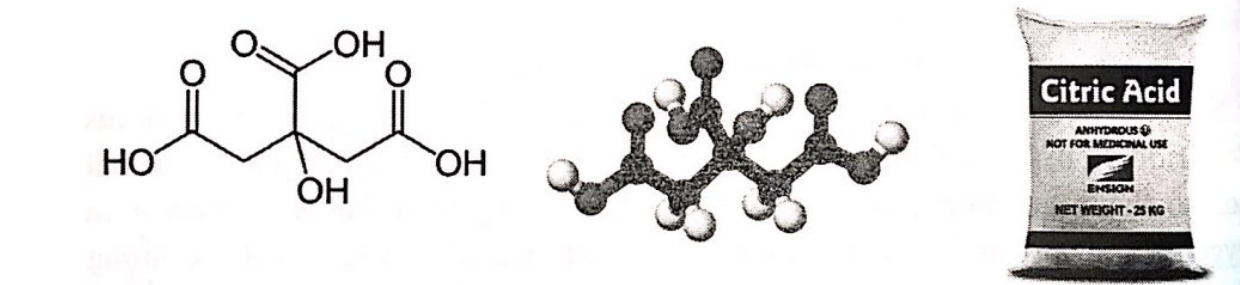 O
OH
O
O
HO
OH
OH
Citric Acid
ANHYDROUS
NOT FOR MEDICINAL USE
ENSIGN
NET WEIGHT - 25 KG